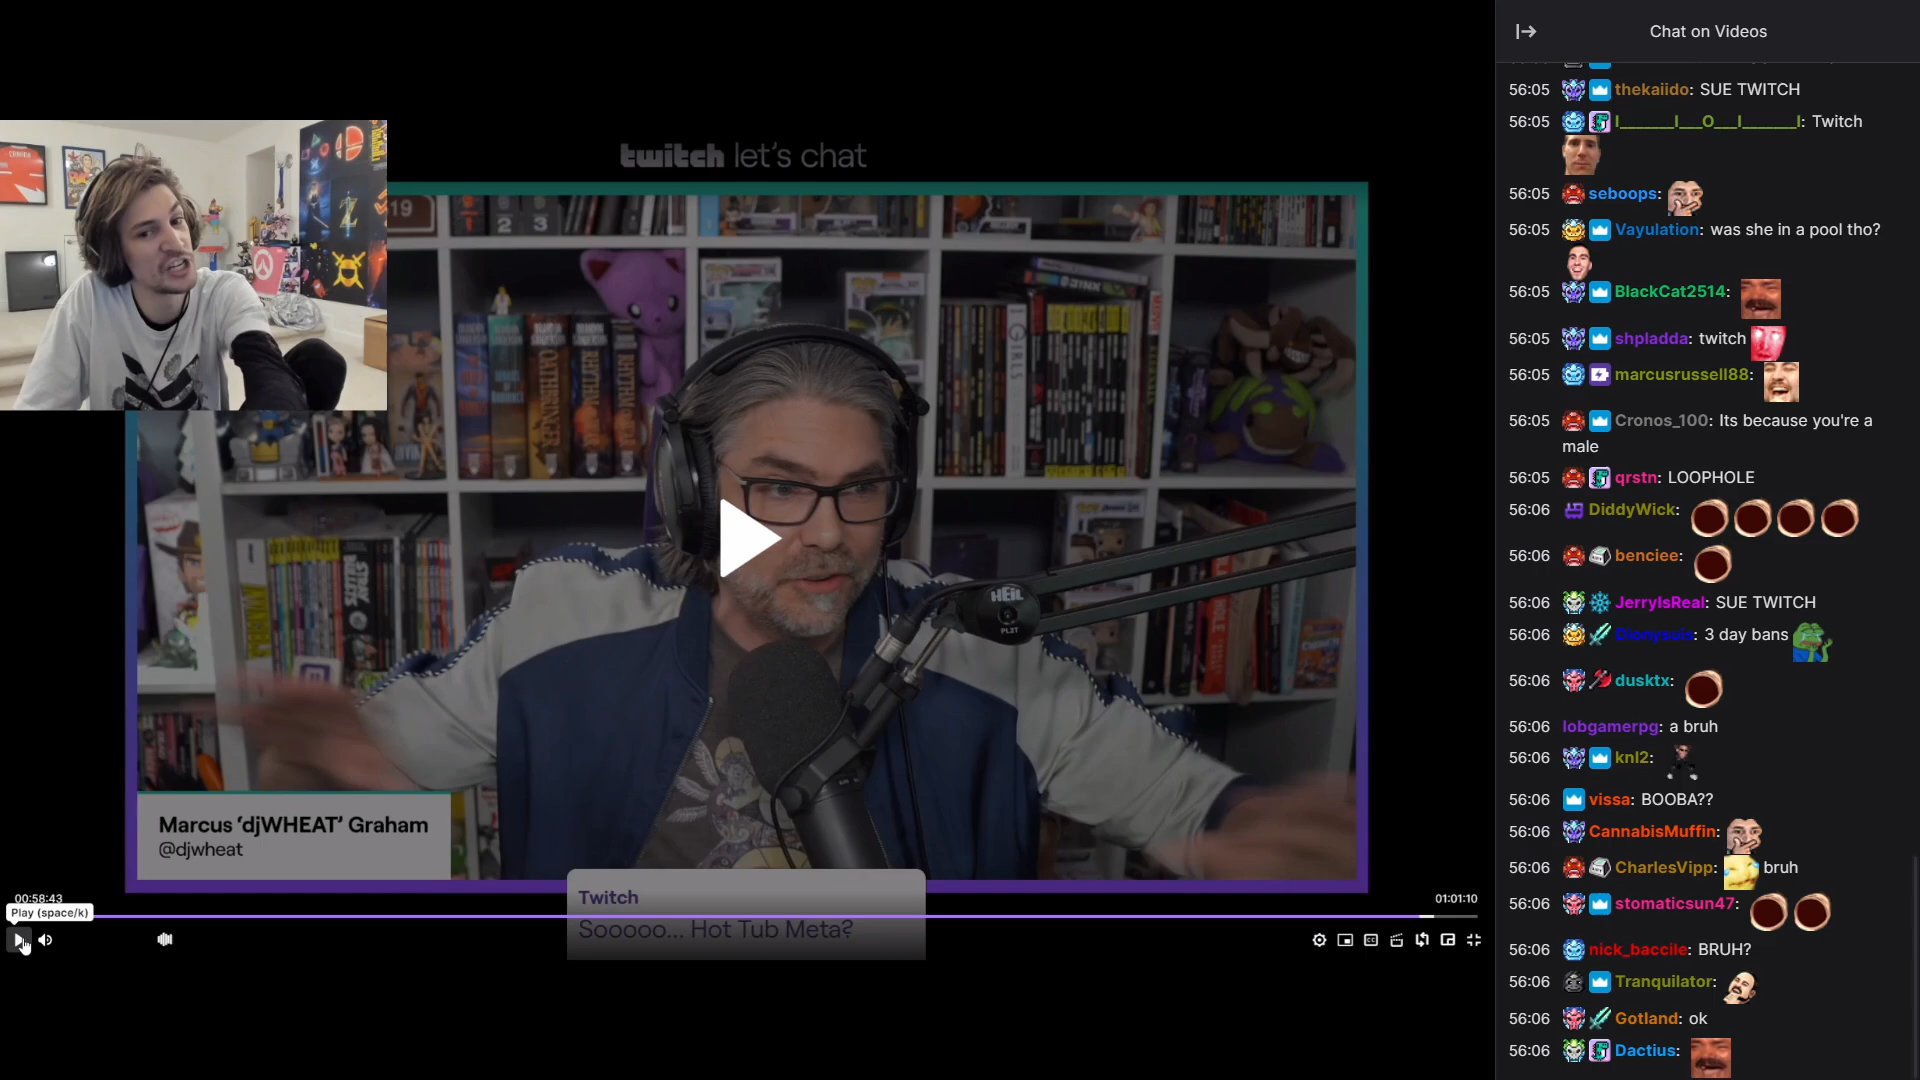 Chat on Videos
56:05 thekaiido: SUE TWITCH
56:05 I_______I___O___I_______I: Twitch
56:05 seboops:
56:05 Vayulation: was she in a pool tho?
56:05 BlackCat2514:
56:05 shpladda: twitch
56:05 marcusrussell88:
56:05 Cronos_100: Its because you're a
male
56:05 qrstn: LOOPHOLE
56:06 DiddyWick:
56:06 benciee:
56:06 JerryIsReal: SUE TWITCH
56:06 Dionysuis: 3 day bans
56:06 dusktx:
56:06 lobgamerpg: a bruh
56:06 knl2:
56:06 vissa: BOOBA??
56:06 CannabisMuffin:
56:06 CharlesVipp: bruh
56:06 stomaticsun47:
56:06 nick_baccile: BRUH?
56:06 Tranquilator:
56:06 Gotland: ok
56:06 Dactius:
twitch let's chat
19
OATHBRINGER
GIRLS
HEIL
PL2T
Marcus 'djWHEAT' Graham
@djwheat
Twitch
Sooooo... Hot Tub Meta?
00:58:43
01:01:10
Play (space/k)